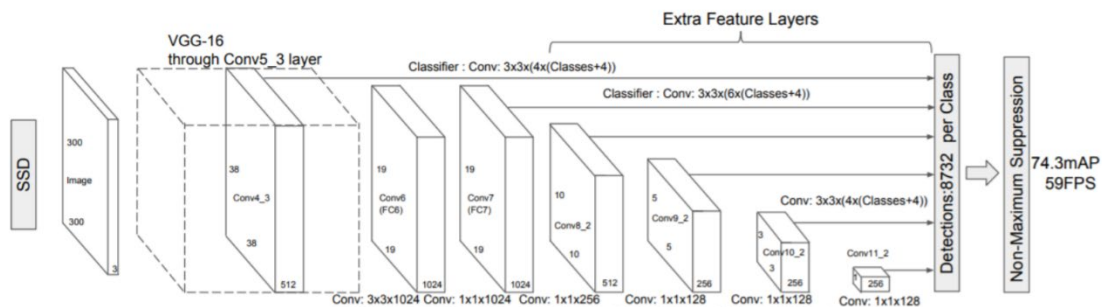 Extra Feature Layers
VGG-16
through Conv5_3 layer
Classifier : Conv: 3x3x(4x(Classes+4))
Classifier : Conv: 3x3x(6x(Classes+4))
SSD
300
Image
300
3
38
Conv4_3
38
512
19
Conv6
(FC6)
19
1024
19
Conv7
(FC7)
19
1024
10
Conv8_2
10
512
5
Conv9_2
5
256
Conv: 3x3x(4x(Classes+4))
3
Conv10_2
3
256
Conv11_2
1
256
Conv: 3x3x1024
Conv: 1x1x1024
Conv: 1x1x256
Conv: 1x1x128
Conv: 1x1x128
Conv: 1x1x128
Detections:8732 per Class
Non-Maximum Suppression
74.3mAP
59FPS